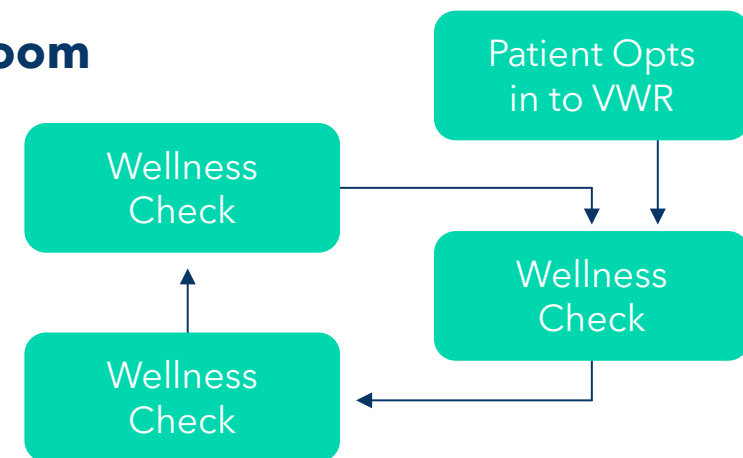 oom
Patient Opts
in to VWR
Wellness
Check
Wellness
Check
Wellness
Check